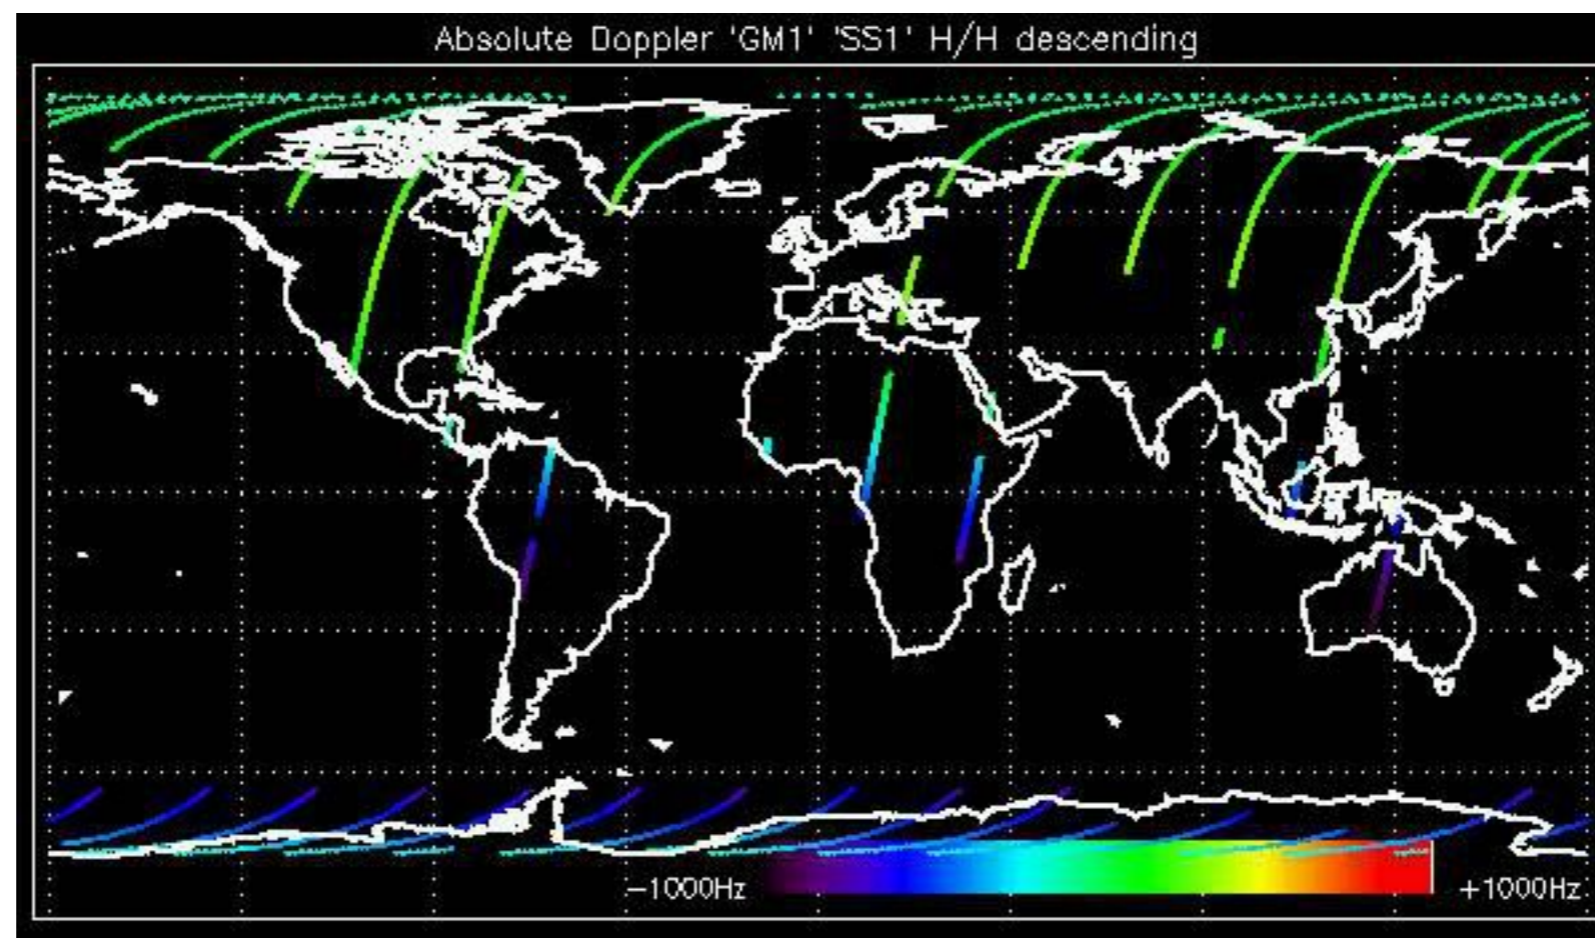 Absolute Doppler 'GM1' 'SS1' H/H descending
−1000Hz
+1000Hz